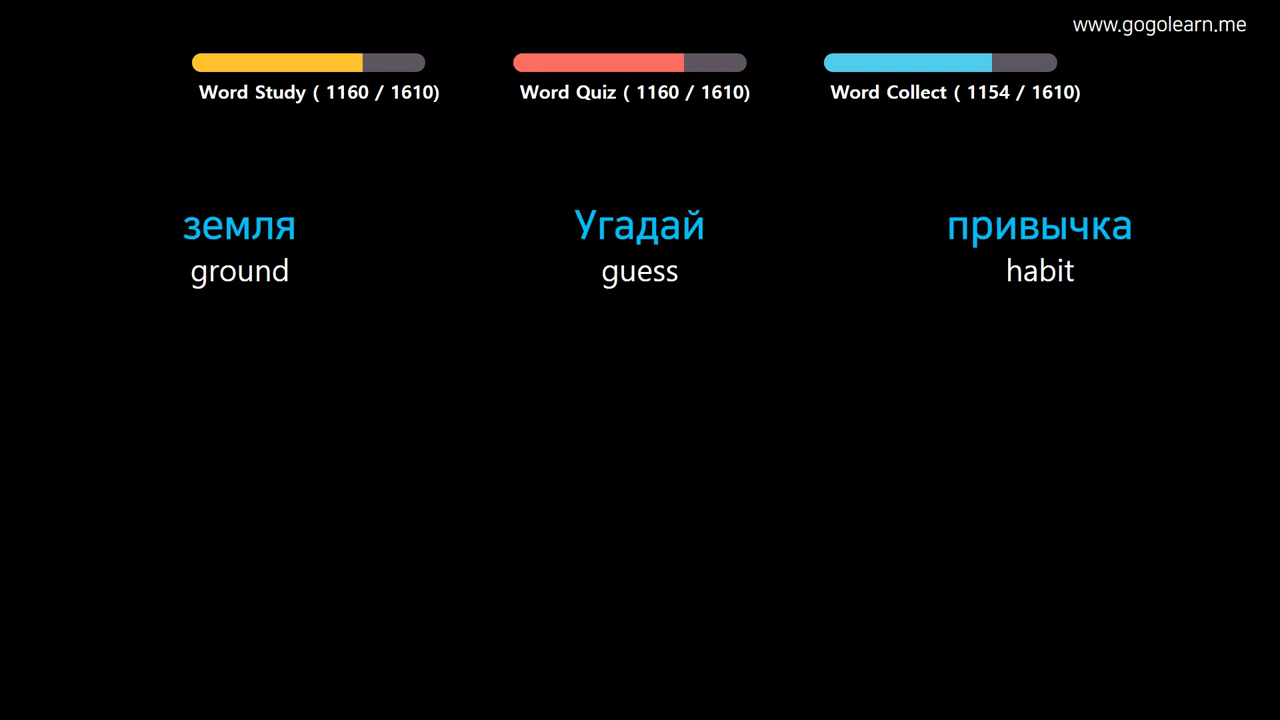 www.gogolearn.me
Word Study ( 1160 / 1610)
Word Quiz ( 1160 / 1610)
Word Collect ( 1154 / 1610)
земля
ground
Угадай
guess
привычка
habit